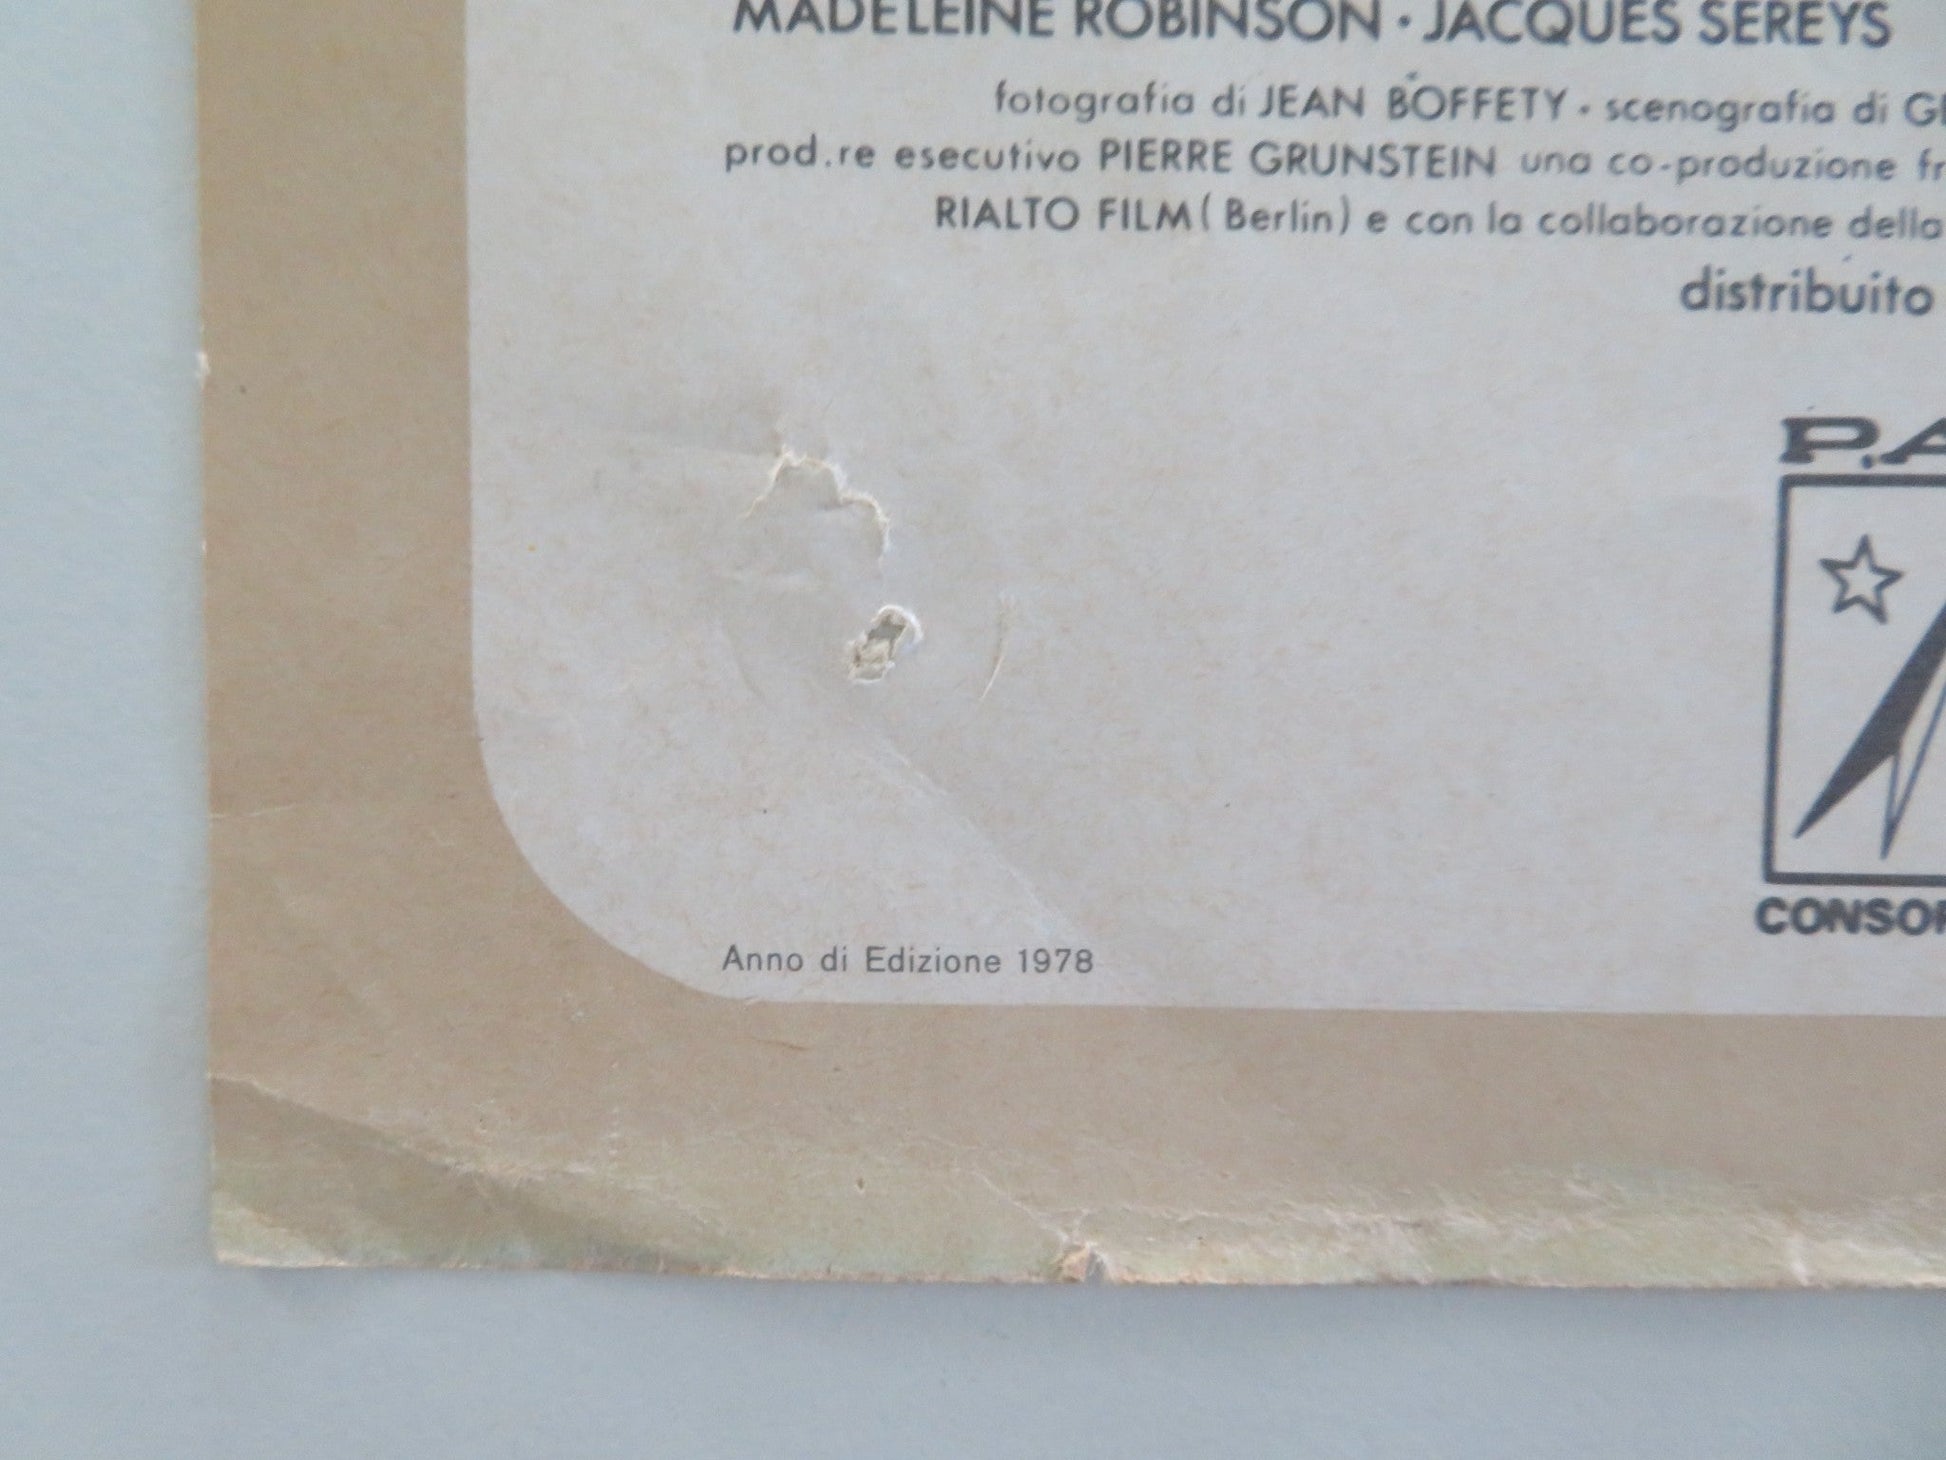 MADELEINE ROBINSON • JACQUES SEREYS
fotografia di JEAN BOFFETY • scenografia di
prod.re esecutivo PIERRE GRUNSTEIN una co-produzione
RIALTO FILM (Berlin) e con la collaborazione della
distribuito
Anno di Edizione 1978